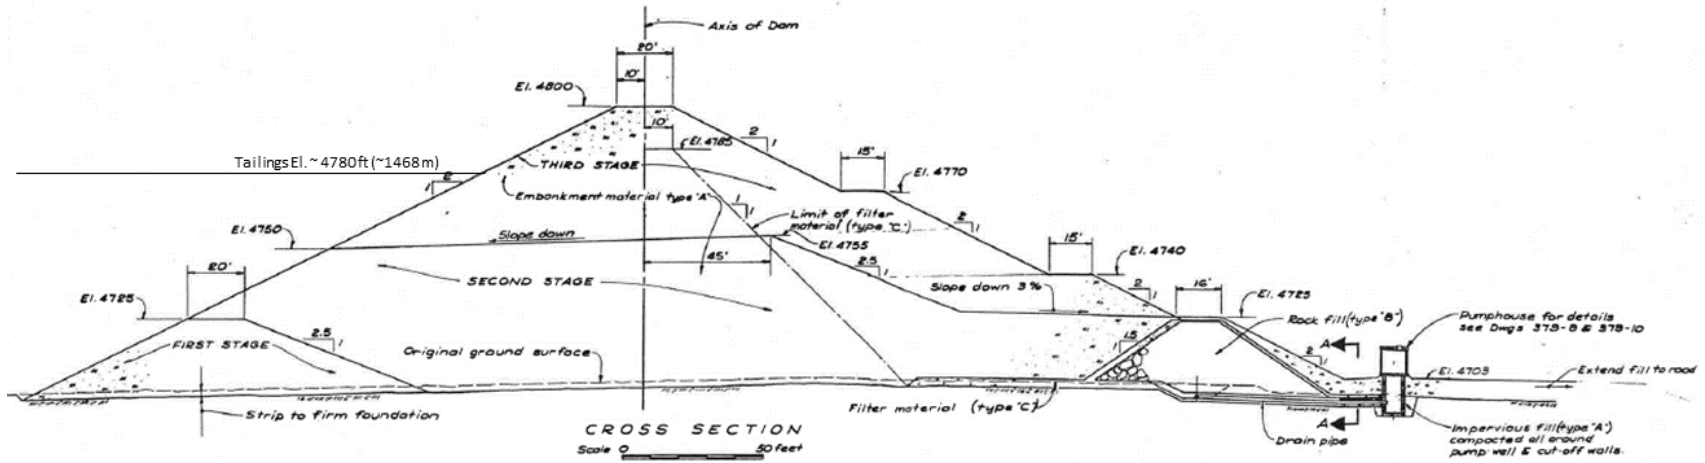 Axis of Dam
20'
10'
El. 4800
10'
El. 4785
2
1
15'
El. 4770
Tailings El. ~ 4780ft (~1468m)
THIRD STAGE
2
1
Embankment material type "A"
1
1
Limit of filter
material (type "C")
2
1
El. 4750
Slope down
El. 4755
15'
El. 4740
20'
45'
2.5
1
SECOND STAGE
Slope down 3%
2
1
16'
El. 4725
El. 4725
Rock fill (type "B")
Pumphouse for details
see Dwgs 379-9 & 379-10
2.5
1
FIRST STAGE
Original ground surface
1.5
1
A
2
1
El. 4703
Extend fill to road
Strip to firm foundation
Filter material (type "C")
A
Drain pipe
Impervious fill (type "A")
compacted all around
pump well & cut-off walls.
CROSS SECTION
Scale 0 50 feet